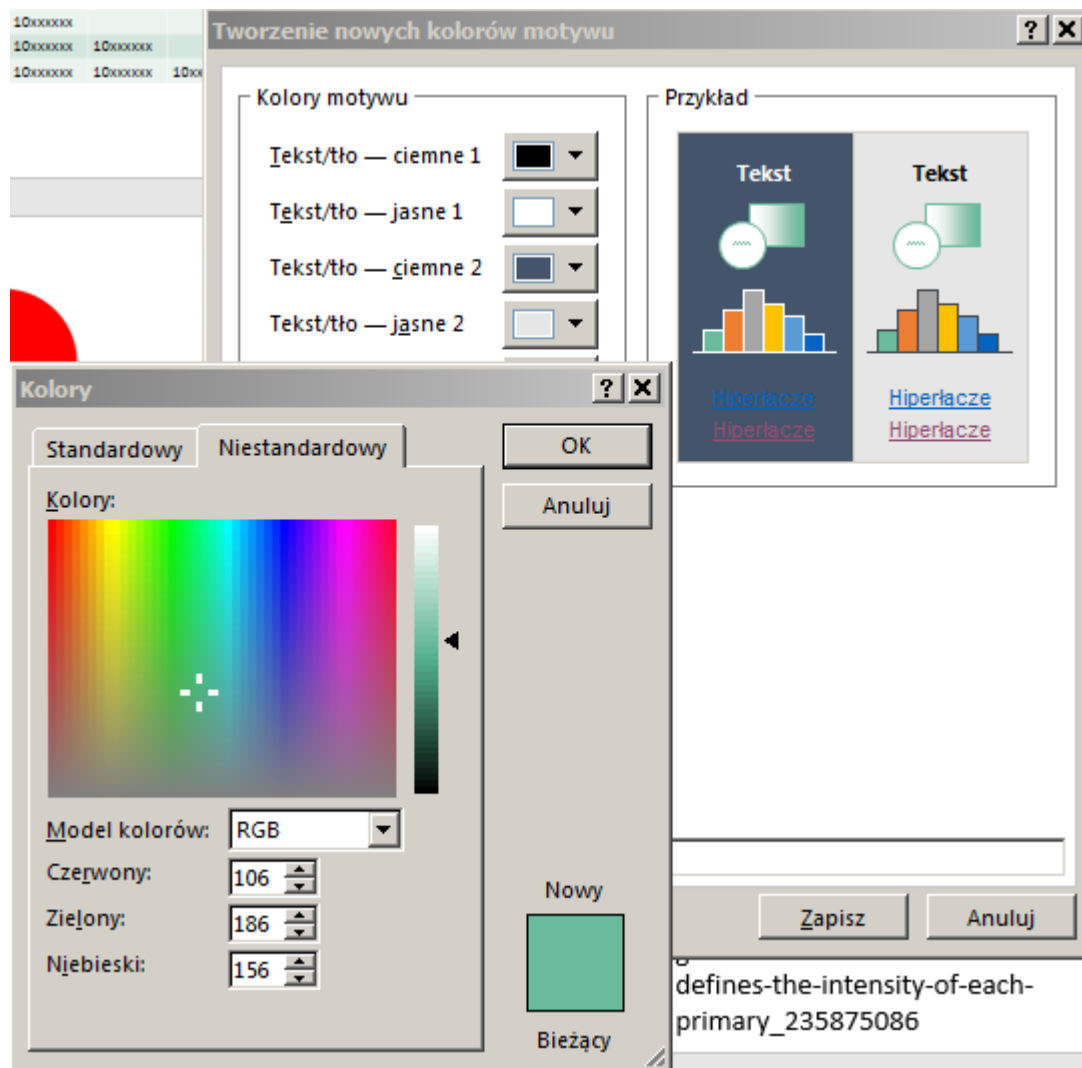 10xxxxxx
10xxxxxx 10xxxxxx
10xxxxxx 10xxxxxx 10xx
Tworzenie nowych kolorów motywu
Kolory motywu
Tekst/tło — ciemne 1
Tekst/tło — jasne 1
Tekst/tło — ciemne 2
Tekst/tło — jasne 2
Przykład
Tekst Tekst
Hiperłącze Hiperłącze
Hiperłącze Hiperłącze
Kolory
Standardowy Niestandardowy
OK
Anuluj
Kolory:
Model kolorów: RGB
Czerwony: 106
Zielony: 186
Niebieski: 156
Nowy
Bieżący
Zapisz Anuluj
defines-the-intensity-of-each-
primary_235875086